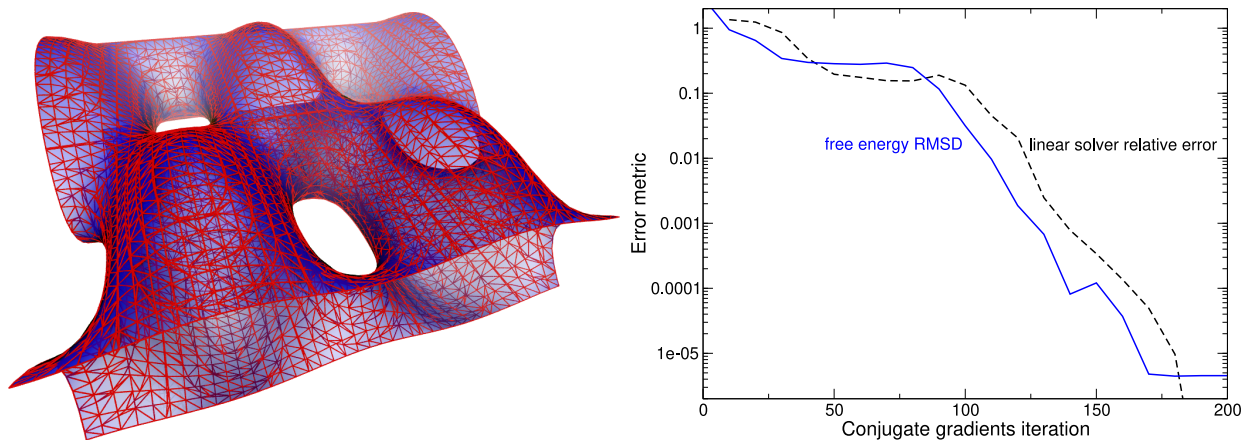 1
0.1
0.01
0.001
0.0001
1e-05
Error metric
free energy RMSD
linear solver relative error
0
50
100
150
200
Conjugate gradients iteration